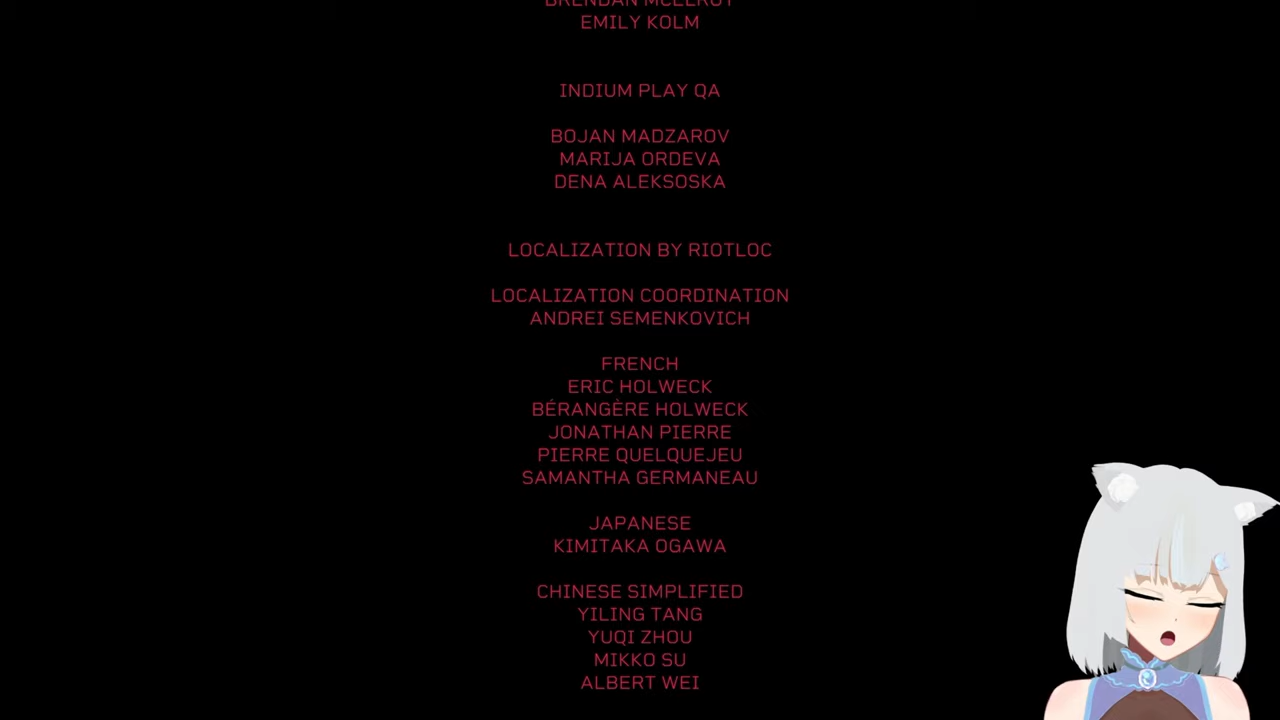 BRENDAN MCELROY
EMILY KOLM
INDIUM PLAY QA
BOJAN MADZAROV
MARIJA ORDEVA
DENA ALEKSOSKA
LOCALIZATION BY RIOTLOC
LOCALIZATION COORDINATION
ANDREI SEMENKOVICH
FRENCH
ERIC HOLWECK
BÉRANGÈRE HOLWECK
JONATHAN PIERRE
PIERRE QUELQUEJEU
SAMANTHA GERMANEAU
JAPANESE
KIMITAKA OGAWA
CHINESE SIMPLIFIED
YILING TANG
YUQI ZHOU
MIKKO SU
ALBERT WEI